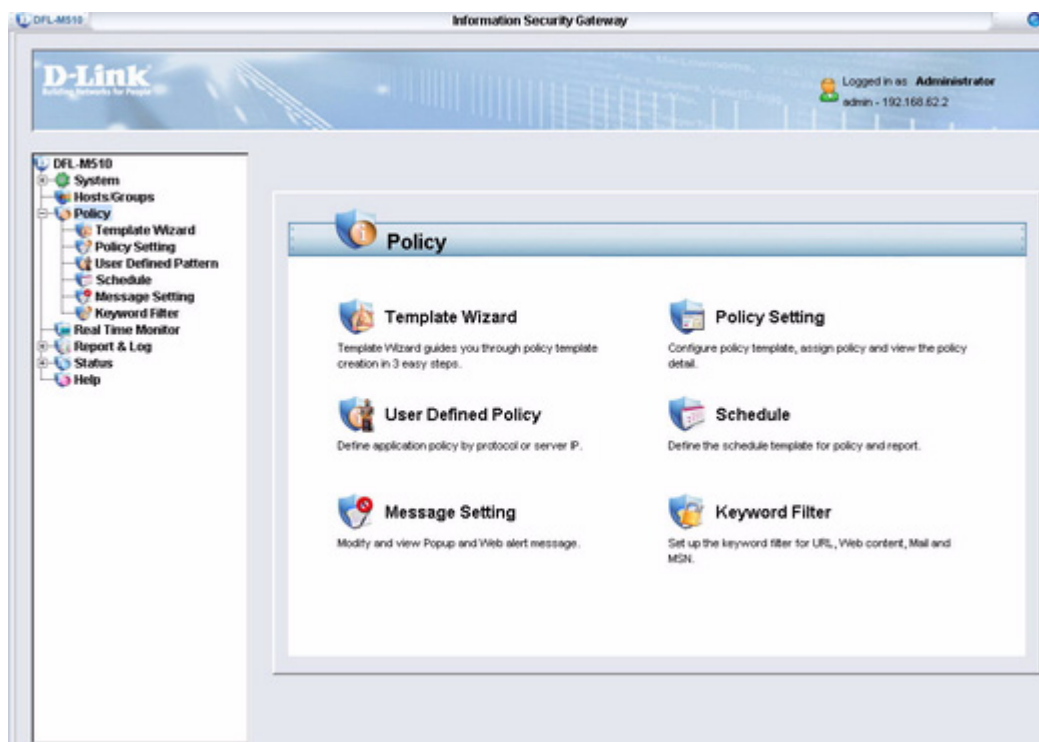 DFL-M510
Information Security Gateway
D-Link
Building Networks for People
Logged in as Administrator
admin - 192.168.62.2
DFL-M510
System
Hosts/Groups
Policy
Template Wizard
Policy Setting
User Defined Pattern
Schedule
Message Setting
Keyword Filter
Real Time Monitor
Report & Log
Status
Help
Policy
Template Wizard
Template Wizard guides you through policy template
creation in 3 easy steps.
Policy Setting
Configure policy template, assign policy and view the policy
detail.
User Defined Policy
Define application policy by protocol or server IP.
Schedule
Define the schedule template for policy and report.
Message Setting
Modify and view Popup and Web alert message.
Keyword Filter
Set up the keyword filter for URL, Web content, Mail and
MSN.